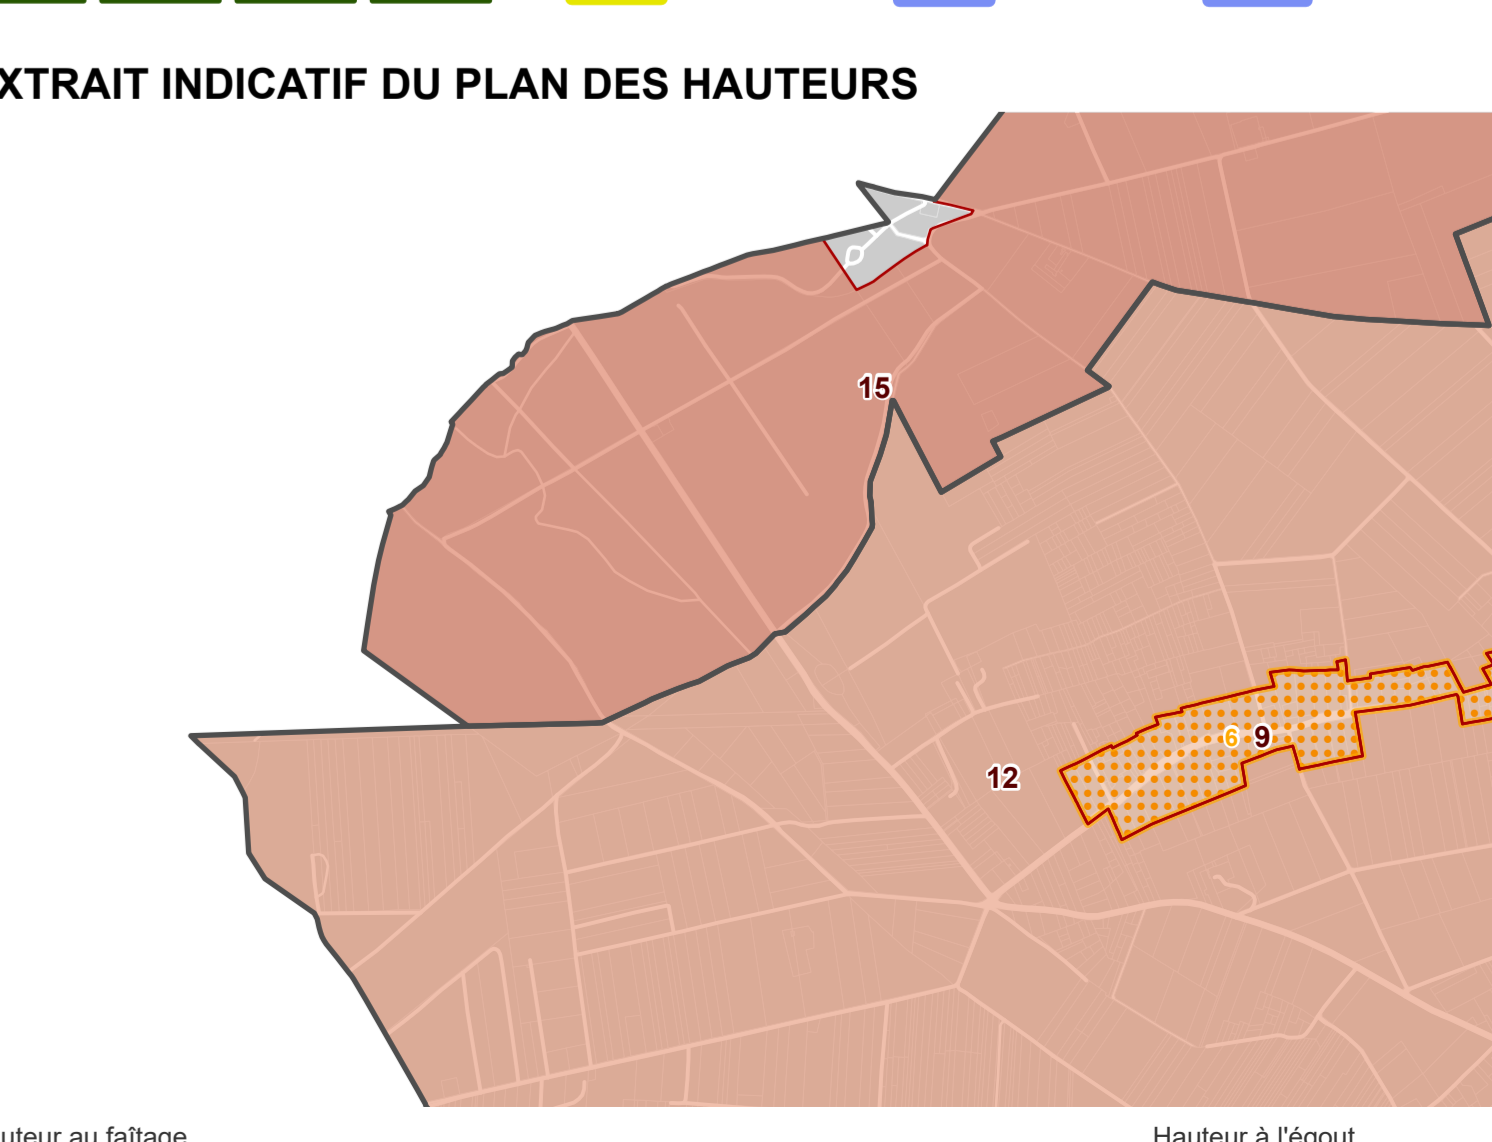 XTRAIT INDICATIF DU PLAN DES HAUTEURS
15
6 9
12
uteur au faîtage
Hauteur à l'égout